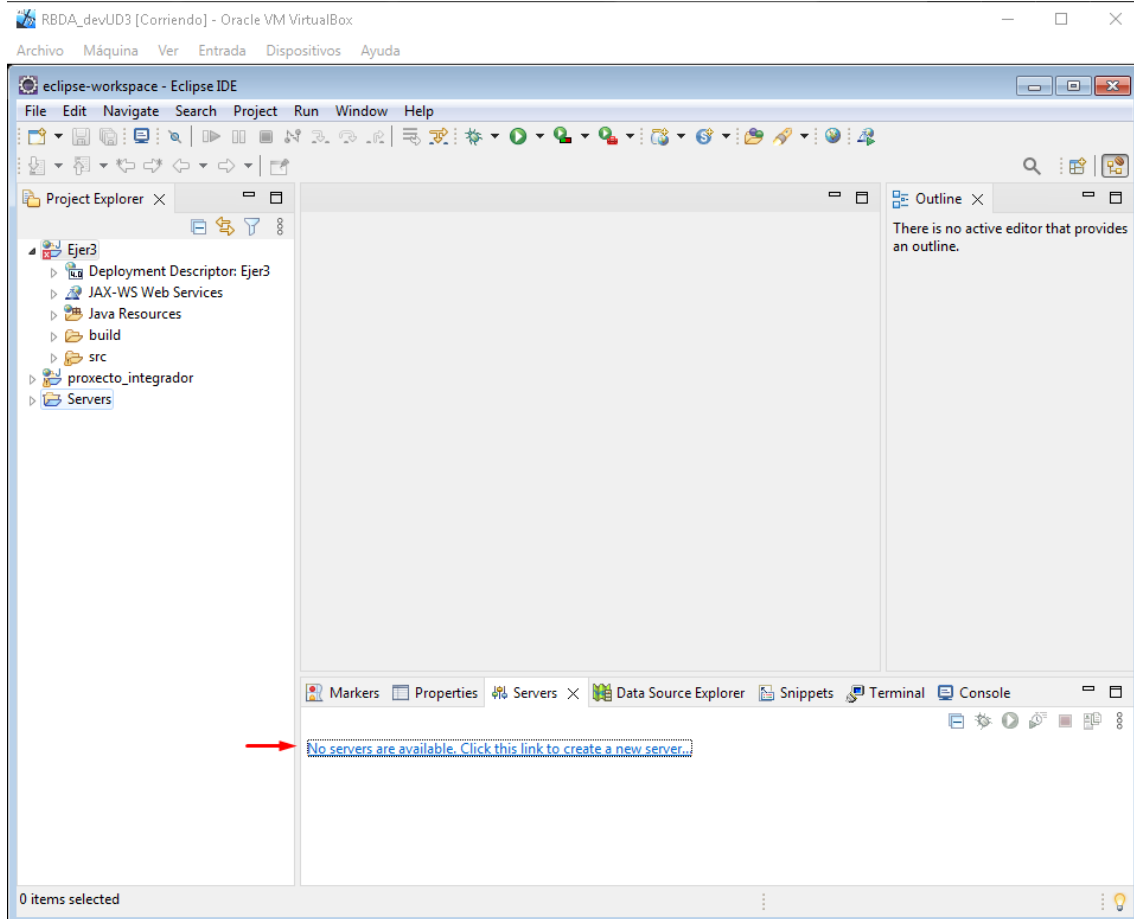 RBDA_devUD3 [Corriendo] - Oracle VM VirtualBox
Archivo Máquina Ver Entrada Dispositivos Ayuda
eclipse-workspace - Eclipse IDE
File Edit Navigate Search Project Run Window Help
Project Explorer
Outline
There is no active editor that provides
an outline.
Ejer3
Deployment Descriptor: Ejer3
JAX-WS Web Services
Java Resources
build
src
proxecto_integrador
Servers
Markers Properties Servers Data Source Explorer Snippets Terminal Console
No servers are available. Click this link to create a new server...
0 items selected